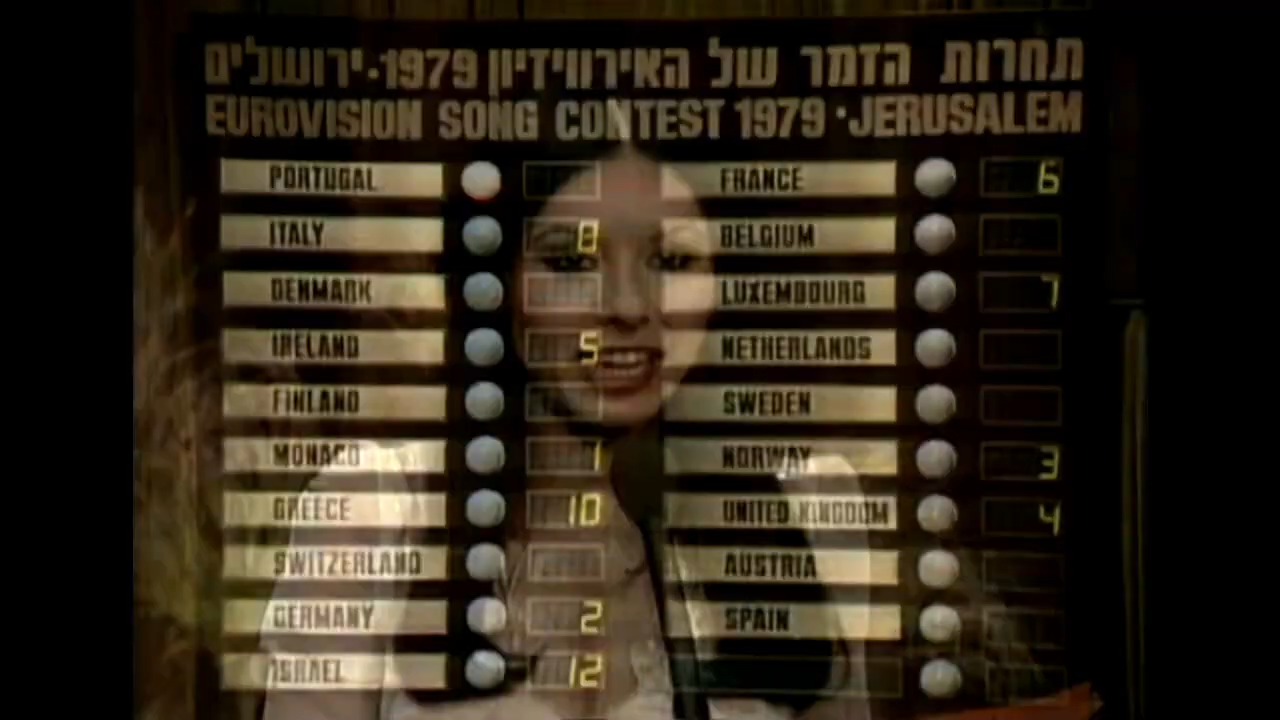 תחרות הזמר של האירוויזיון 1979·ירושלים
EUROVISION SONG CONTEST 1979·JERUSALEM
PORTUGAL
ITALY 8
DENMARK
IRELAND 5
FINLAND
MONACO 1
GREECE 10
SWITZERLAND
GERMANY 2
ISRAEL 12
FRANCE 6
BELGIUM
LUXEMBOURG 7
NETHERLANDS
SWEDEN
NORWAY 3
UNITED KINGDOM 4
AUSTRIA
SPAIN